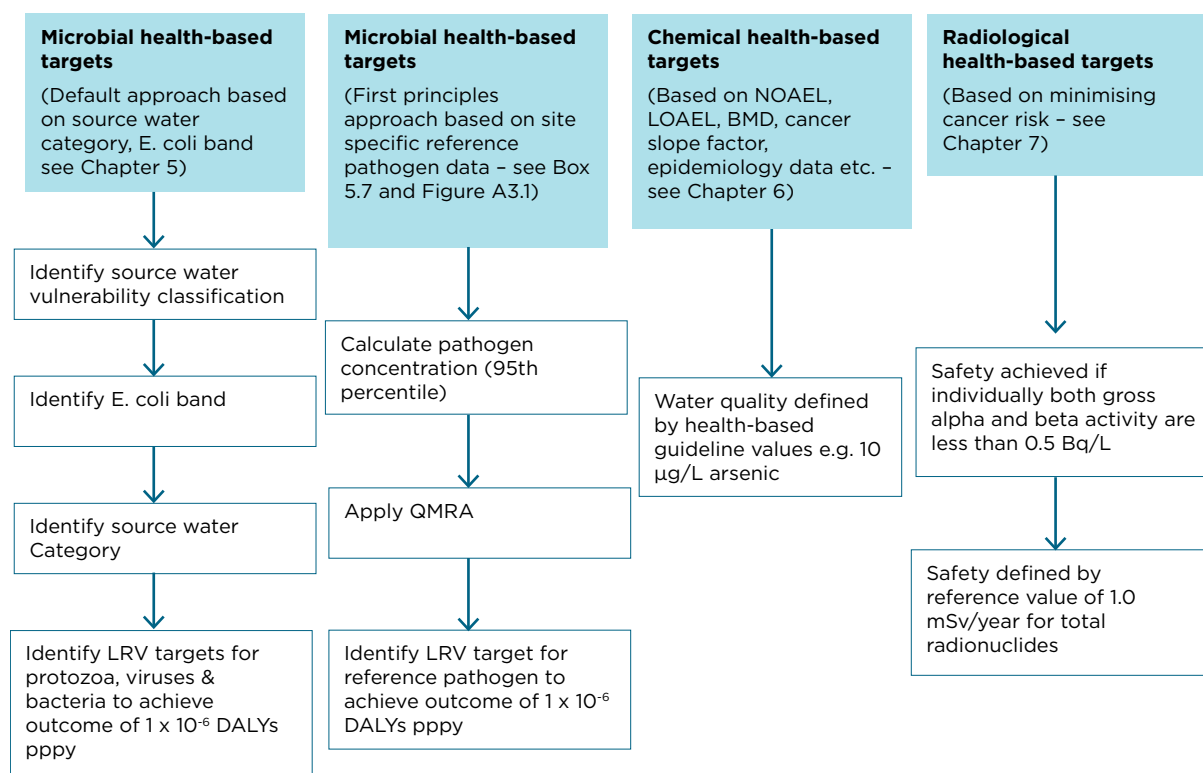 Microbial health-based
targets
(Default approach based
on source water
category, E. coli band
see Chapter 5)
Identify source water
vulnerability classification
Identify E. coli band
Identify source water
Category
Identify LRV targets for
protozoa, viruses &
bacteria to achieve
outcome of 1 x 10⁻⁶ DALYs
pppy
Microbial health-based
targets
(First principles
approach based on site
specific reference
pathogen data – see Box
5.7 and Figure A3.1)
Calculate pathogen
concentration (95th
percentile)
Apply QMRA
Identify LRV target for
reference pathogen to
achieve outcome of 1 x 10⁻⁶
DALYs pppy
Chemical health-based
targets
(Based on NOAEL,
LOAEL, BMD, cancer
slope factor,
epidemiology data etc. –
see Chapter 6)
Water quality defined
by health-based
guideline values e.g. 10
µg/L arsenic
Radiological
health-based targets
(Based on minimising
cancer risk – see
Chapter 7)
Safety achieved if
individually both gross
alpha and beta activity are
less than 0.5 Bq/L
Safety defined by
reference value of 1.0
mSv/year for total
radionuclides